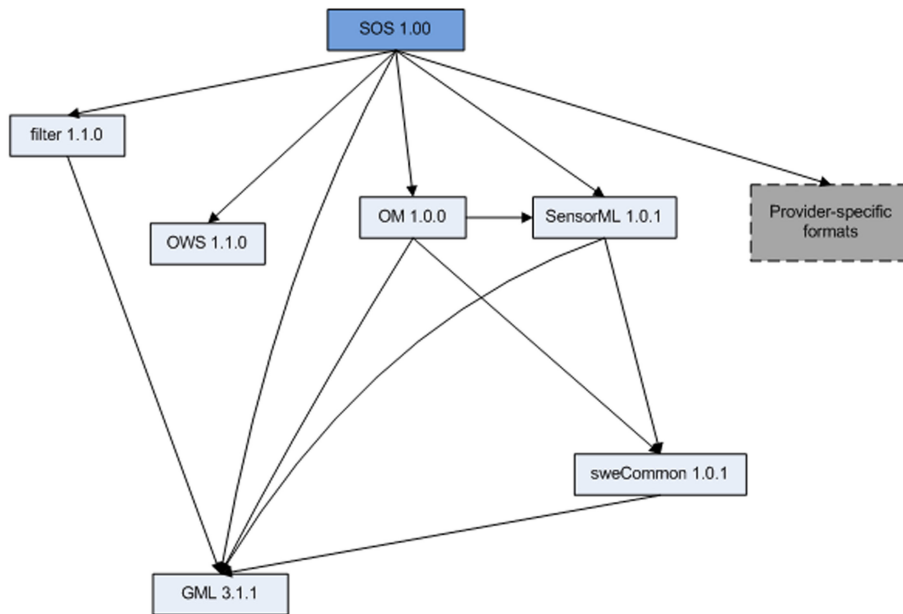 SOS 1.00
filter 1.1.0
OWS 1.1.0
OM 1.0.0
SensorML 1.0.1
Provider-specific
formats
sweCommon 1.0.1
GML 3.1.1